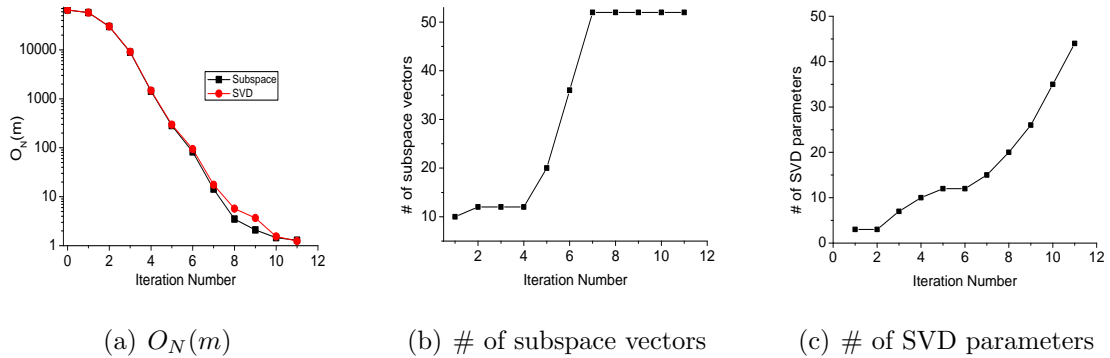 O_N(m)
10000
1000
100
10
1
0 2 4 6 8 10 12
Iteration Number
Subspace
SVD
# of subspace vectors
50
40
30
20
10
2 4 6 8 10 12
Iteration Number
# of SVD parameters
50
40
30
20
10
0
0 2 4 6 8 10 12
Iteration Number
(a) O_N(m)
(b) # of subspace vectors
(c) # of SVD parameters